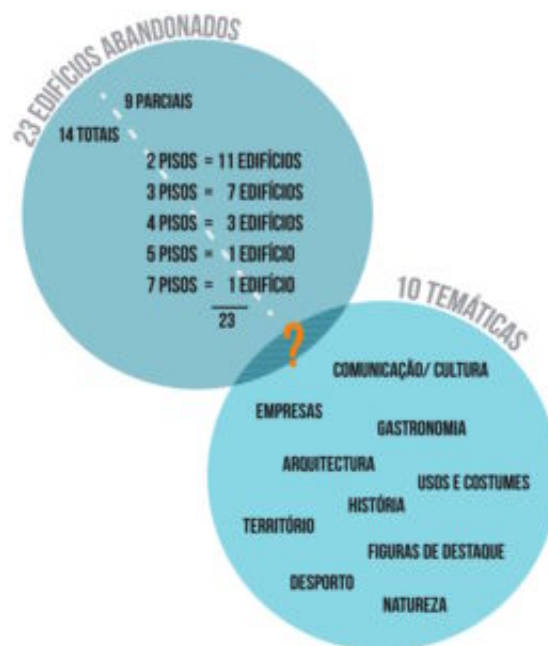 23 EDIFÍCIOS ABANDONADOS
9 PARCIAIS
14 TOTAIS
2 PISOS = 11 EDIFÍCIOS
3 PISOS = 7 EDIFÍCIOS
4 PISOS = 3 EDIFÍCIOS
5 PISOS = 1 EDIFÍCIO
7 PISOS = 1 EDIFÍCIO
23
?
10 TEMÁTICAS
COMUNICAÇÃO/ CULTURA
EMPRESAS
GASTRONOMIA
ARQUITECTURA
USOS E COSTUMES
HISTÓRIA
TERRITÓRIO
FIGURAS DE DESTAQUE
DESPORTO
NATUREZA